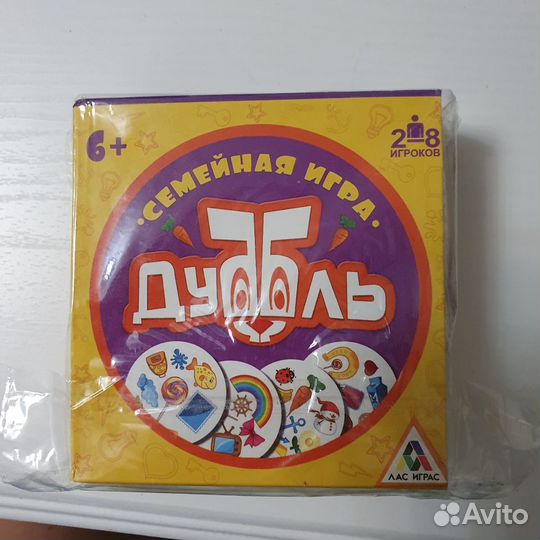 6+
2-8
ИГРОКОВ
• СЕМЕЙНАЯ ИГРА •
ДУББЛЬ
ЛАС ИГРАС
Avito